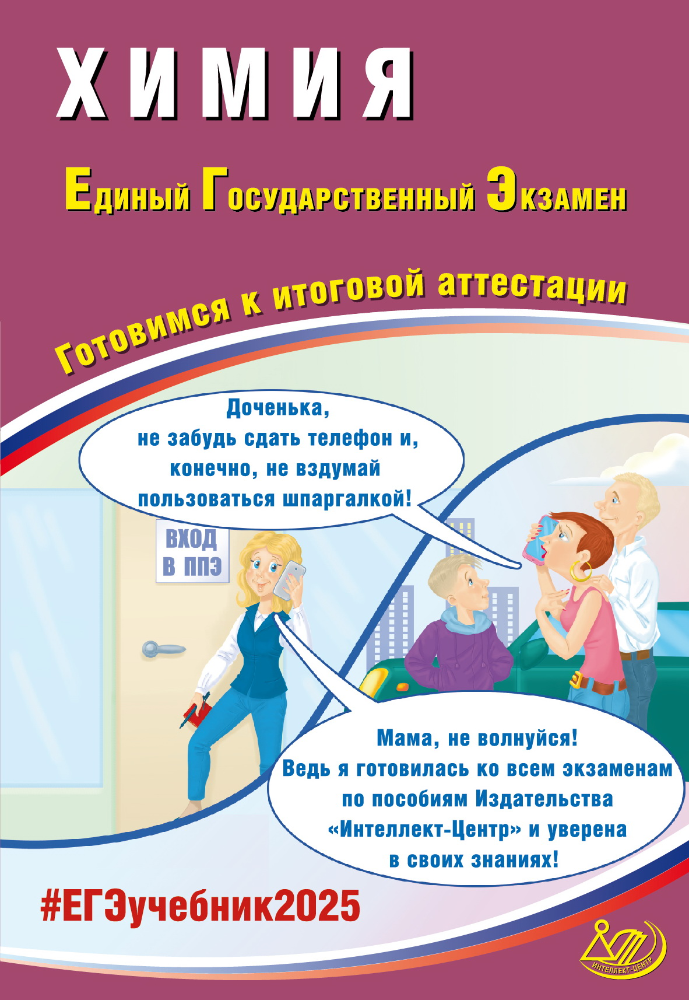 ХИМИЯ
Единый Государственный Экзамен
Готовимся к итоговой аттестации
Доченька,
не забудь сдать телефон и,
конечно, не вздумай
пользоваться шпаргалкой!
ВХОД
В ППЭ
Мама, не волнуйся!
Ведь я готовилась ко всем экзаменам
по пособиям Издательства
«Интеллект-Центр» и уверена
в своих знаниях!
#ЕГЭучебник2025
ИНТЕЛЛЕКТ-ЦЕНТР